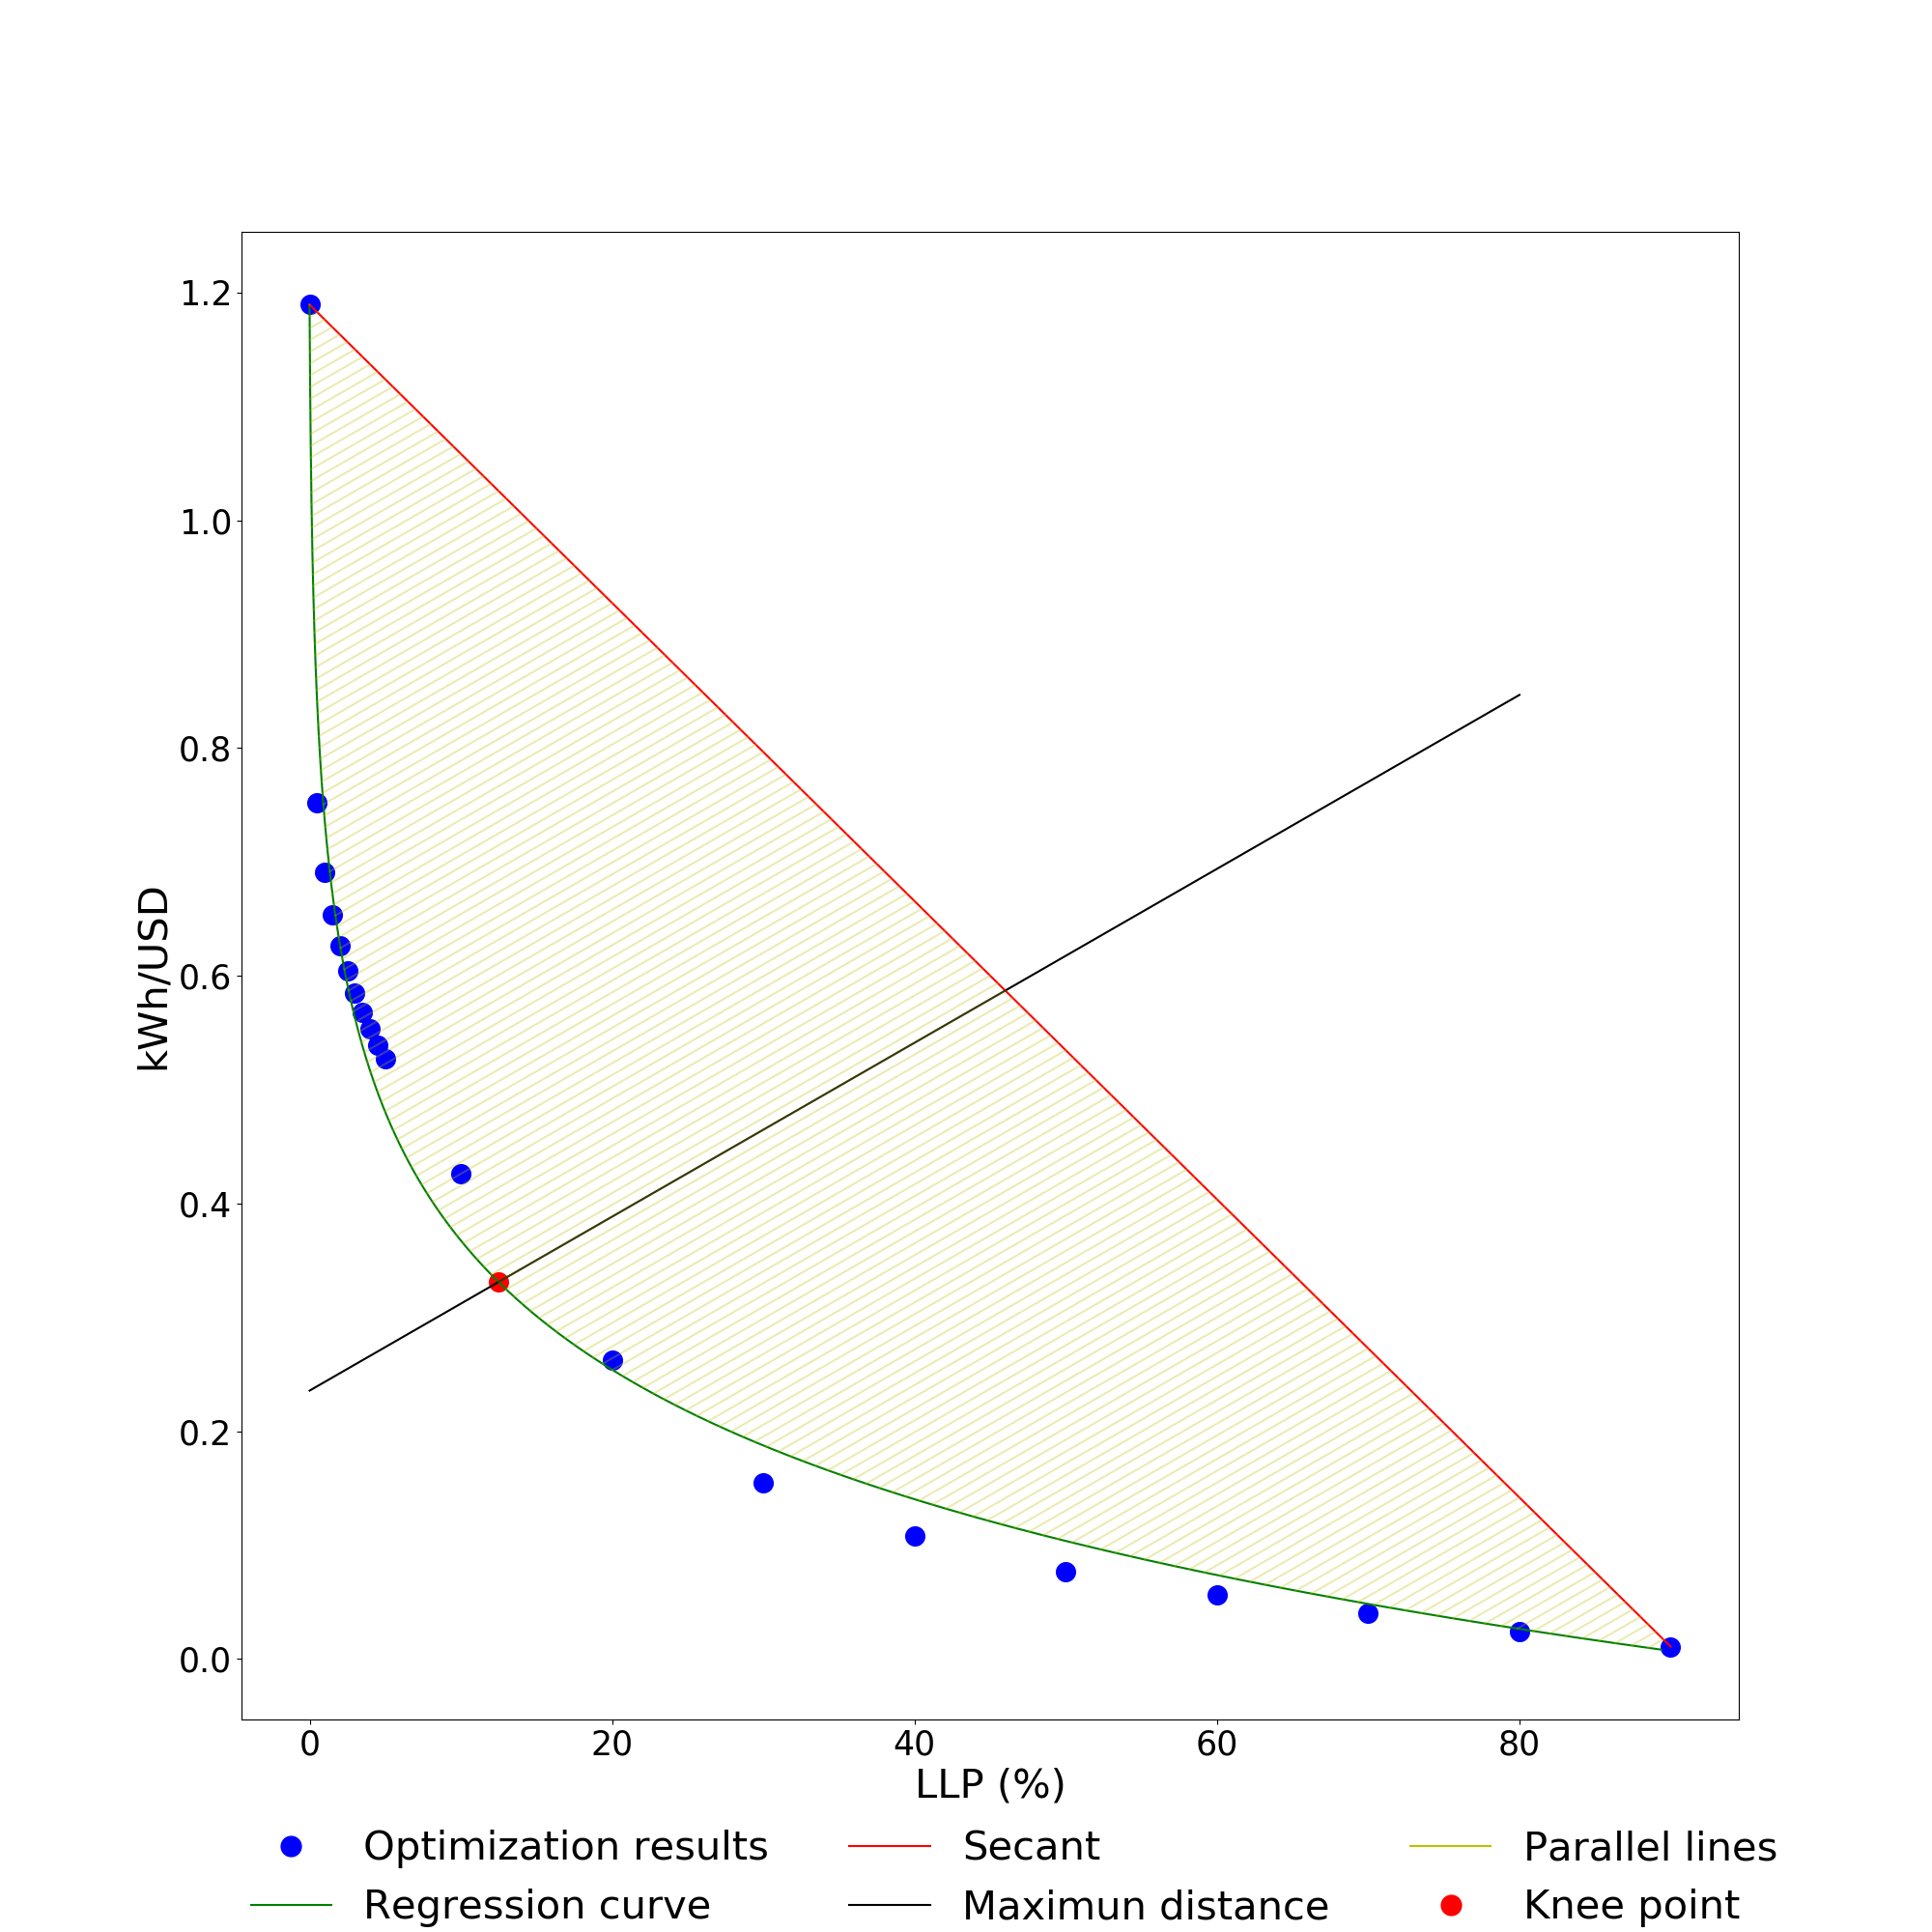 1.2
1.0
0.8
0.6
0.4
0.2
0.0
kWh/USD
0 20 40 60 80
LLP (%)
Optimization results Secant Parallel lines
Regression curve Maximun distance Knee point